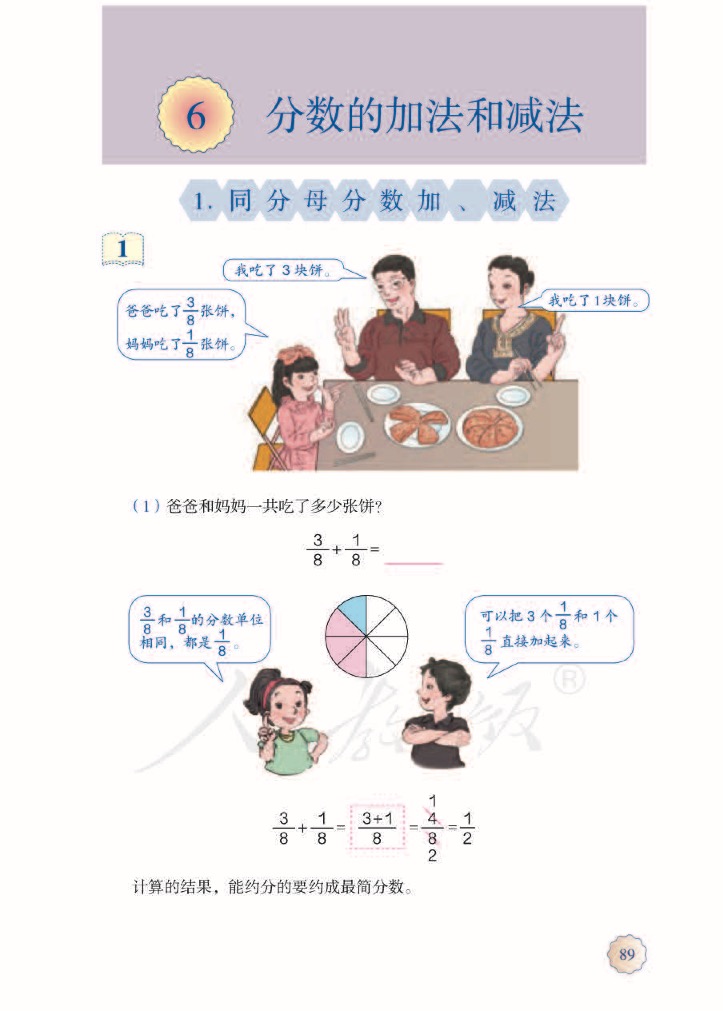 6 分数的加法和减法
1. 同分母分数加、减法
1
我吃了3块饼。
爸爸吃了3/8张饼，
妈妈吃了1/8张饼。
我吃了1块饼。
（1）爸爸和妈妈一共吃了多少张饼？
3/8 + 1/8 = ____
3/8和1/8的分数单位
相同，都是1/8。
可以把3个1/8和1个
1/8直接加起来。
人教版®
3/8 + 1/8 = (3+1)/8 = 4/8 = 1/2
1
2
计算的结果，能约分的要约成最简分数。
89